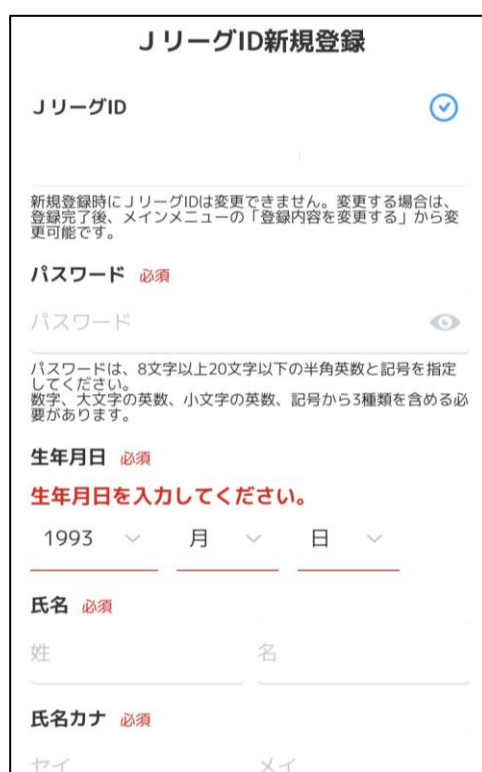 JリーグID新規登録
JリーグID
新規登録時にJリーグIDは変更できません。変更する場合は、
登録完了後、メインメニューの「登録内容を変更する」から変
更可能です。
パスワード 必須
パスワード
パスワードは、8文字以上20文字以下の半角英数と記号を指定
してください。
数字、大文字の英数、小文字の英数、記号から3種類を含める必
要があります。
生年月日 必須
生年月日を入力してください。
1993 月 日
氏名 必須
姓 名
氏名カナ 必須
セイ メイ